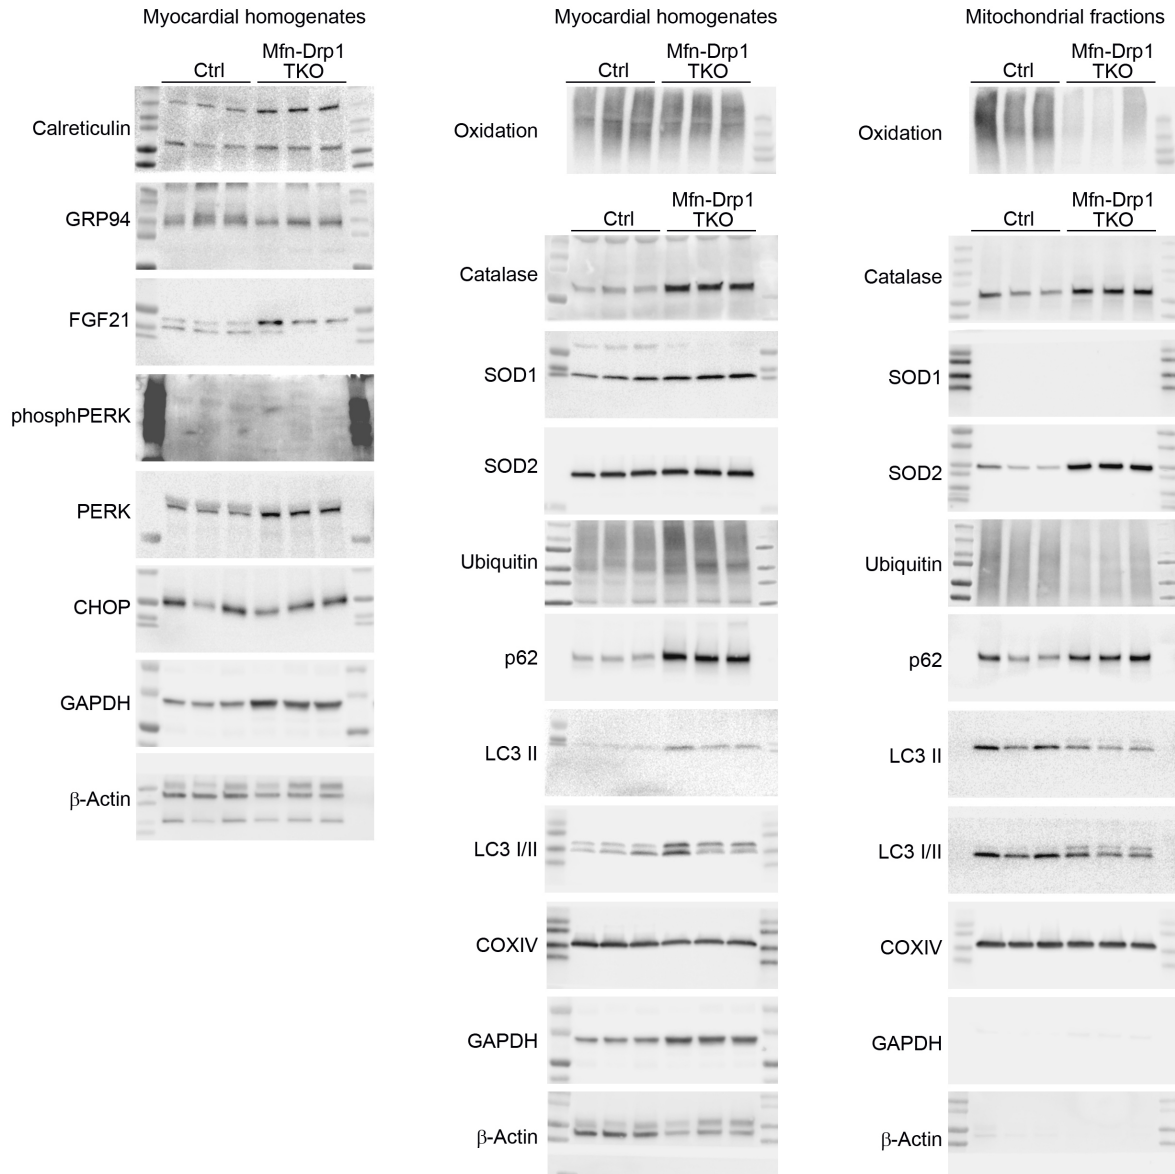 Myocardial homogenates
Ctrl
Mfn-Drp1
TKO
Calreticulin
GRP94
FGF21
phosphPERK
PERK
CHOP
GAPDH
β-Actin
Myocardial homogenates
Ctrl
Mfn-Drp1
TKO
Oxidation
Ctrl
Mfn-Drp1
TKO
Catalase
SOD1
SOD2
Ubiquitin
p62
LC3 II
LC3 I/II
COXIV
GAPDH
β-Actin
Mitochondrial fractions
Ctrl
Mfn-Drp1
TKO
Oxidation
Ctrl
Mfn-Drp1
TKO
Catalase
SOD1
SOD2
Ubiquitin
p62
LC3 II
LC3 I/II
COXIV
GAPDH
β-Actin